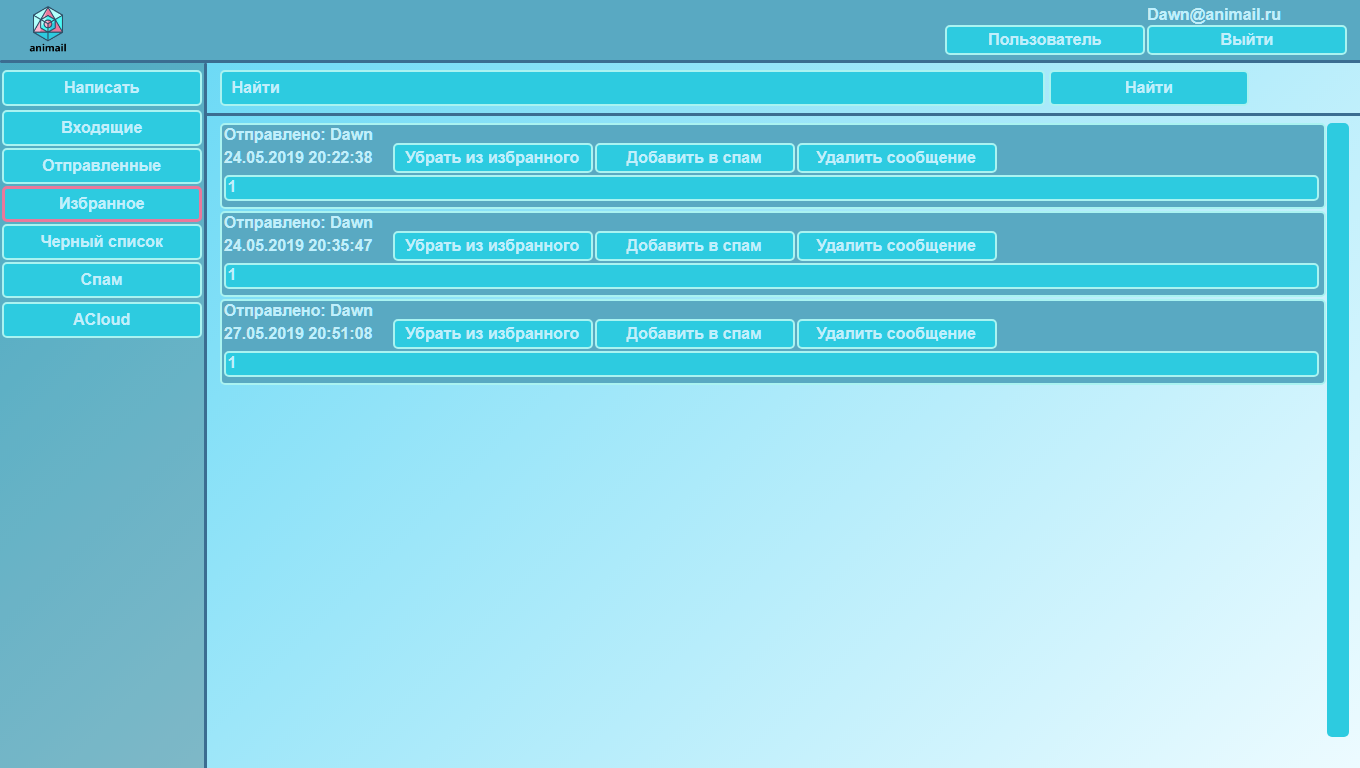 animail
Dawn@animail.ru
Пользователь
Выйти
Написать
Входящие
Отправленные
Избранное
Черный список
Спам
ACloud
Найти
Найти
Отправлено: Dawn
24.05.2019 20:22:38
Убрать из избранного
Добавить в спам
Удалить сообщение
1
Отправлено: Dawn
24.05.2019 20:35:47
Убрать из избранного
Добавить в спам
Удалить сообщение
1
Отправлено: Dawn
27.05.2019 20:51:08
Убрать из избранного
Добавить в спам
Удалить сообщение
1